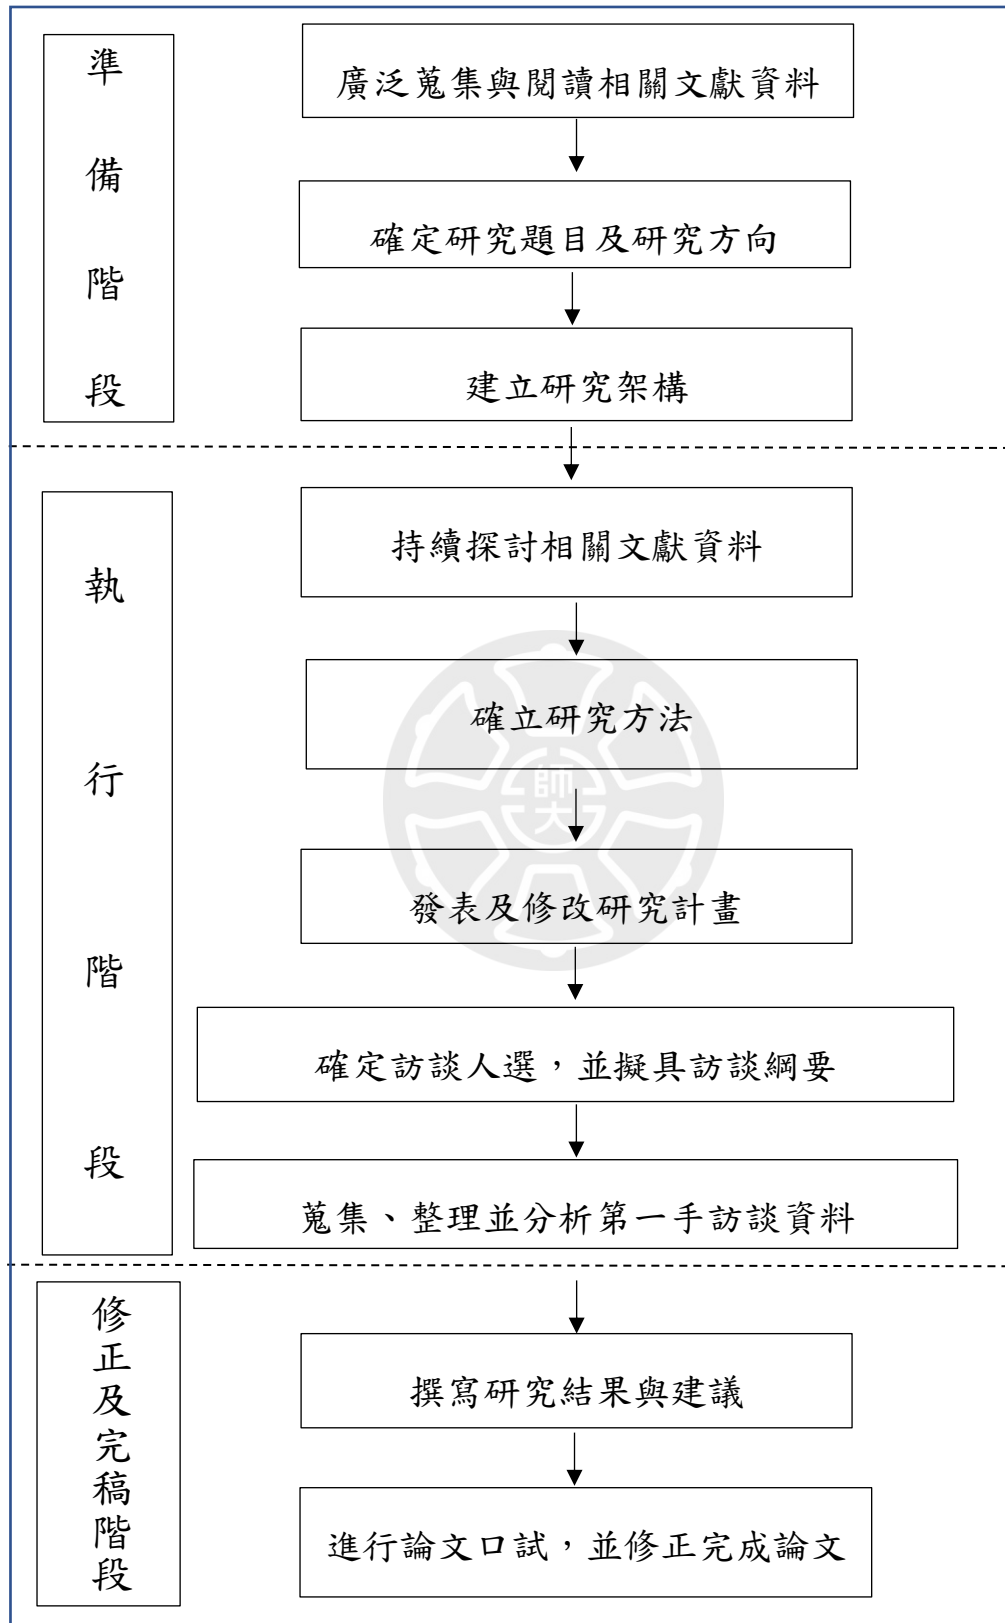 準備階段
廣泛蒐集與閱讀相關文獻資料
確定研究題目及研究方向
建立研究架構
執行階段
持續探討相關文獻資料
確立研究方法
師大
發表及修改研究計畫
確定訪談人選，並擬具訪談綱要
蒐集、整理並分析第一手訪談資料
修正及完稿階段
撰寫研究結果與建議
進行論文口試，並修正完成論文